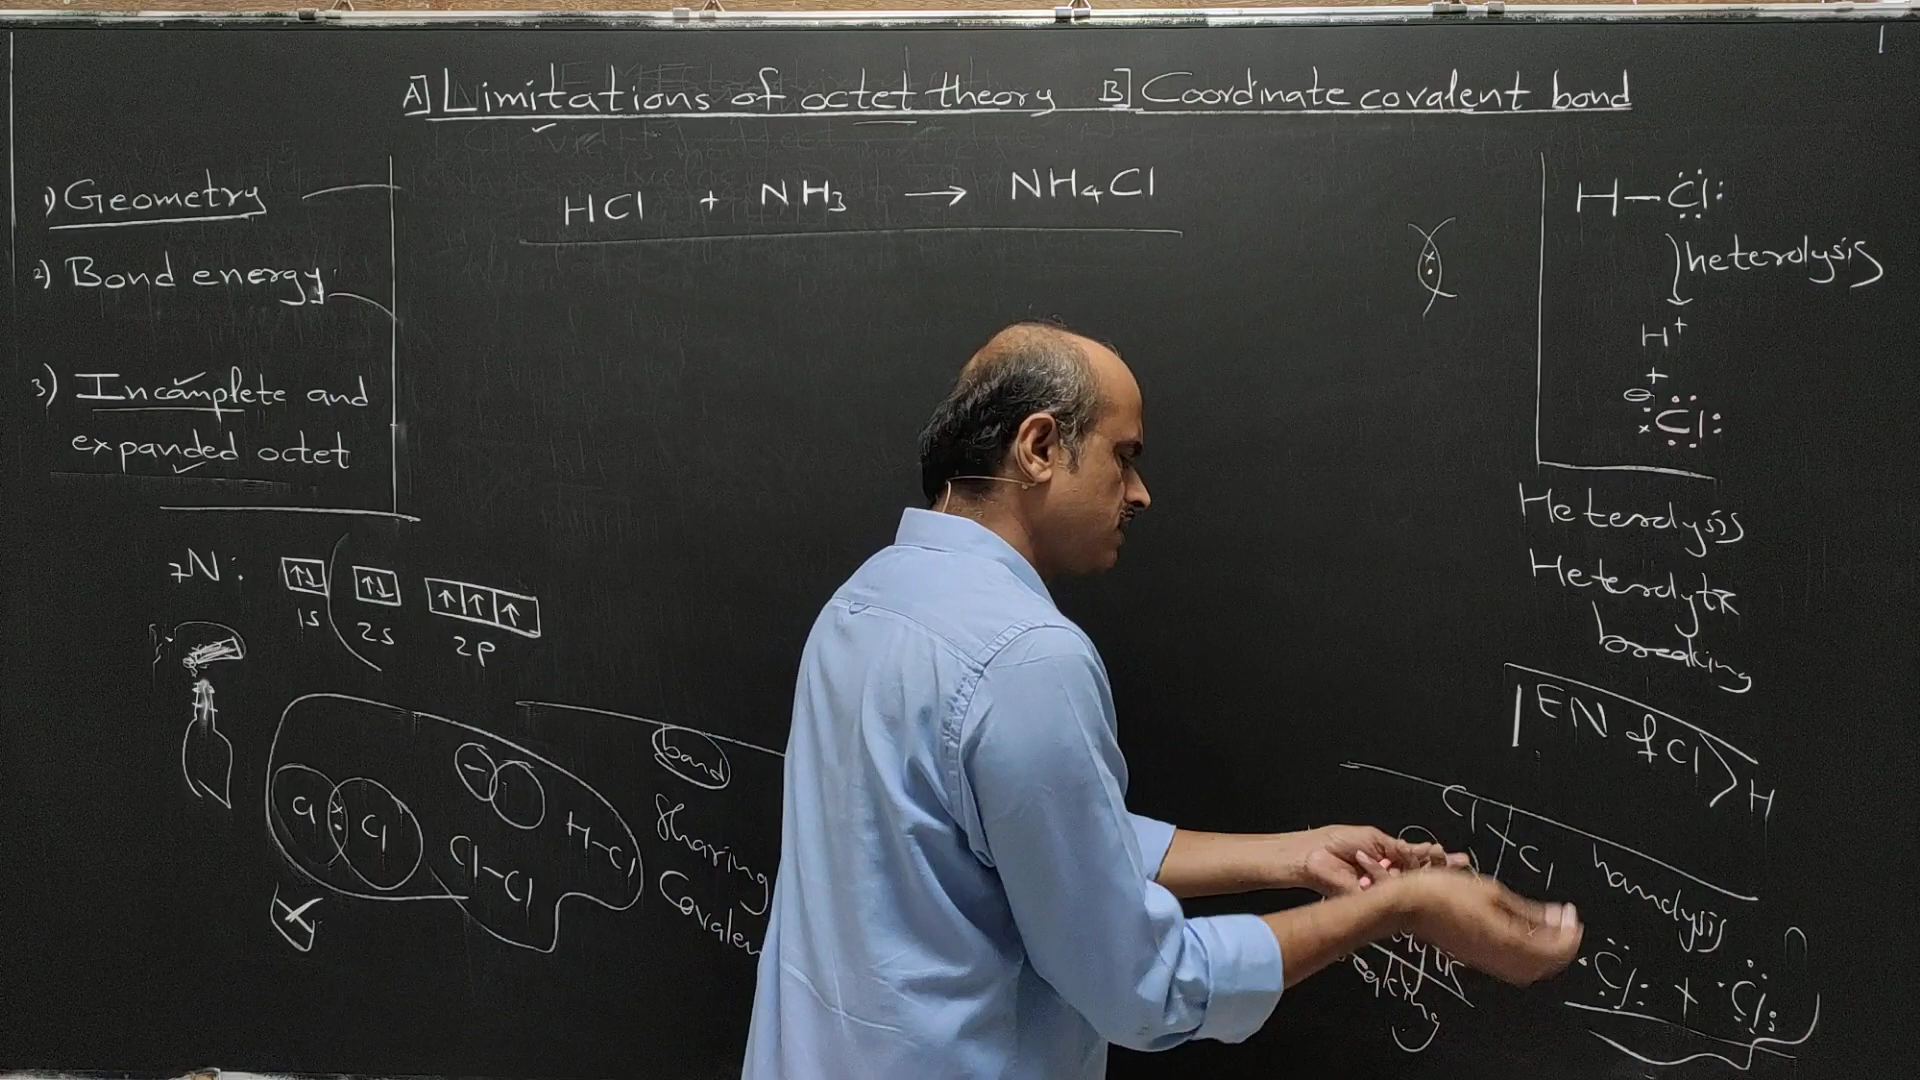 A] Limitations of octet theory B] Coordinate covalent bond
1) Geometry
2) Bond energy
3) Incomplete and
expanded octet
HCl + NH₃ → NH₄Cl
H–Cl
heterolysis
H⁺
+
⊖
Cl
Heterolysis
Heterolytic
breaking
EN of Cl > H
₇N:
↑↓ ↑↓ ↑ ↑ ↑
1s 2s 2p
Cl Cl
Cl–Cl
H–Cl
bond
Sharing
Covalen
Cl
Cl
homolysis
Cl + Cl